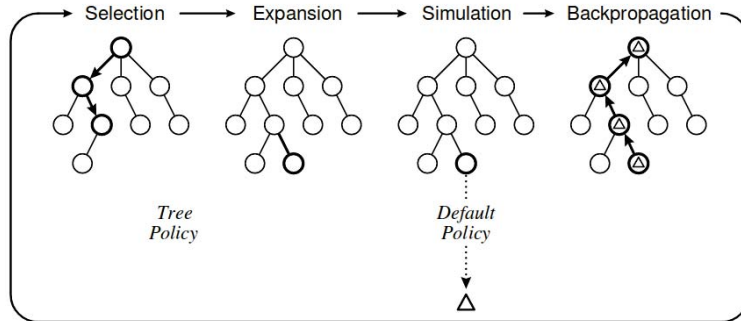 Selection Expansion Simulation Backpropagation
Tree
Policy
Default
Policy